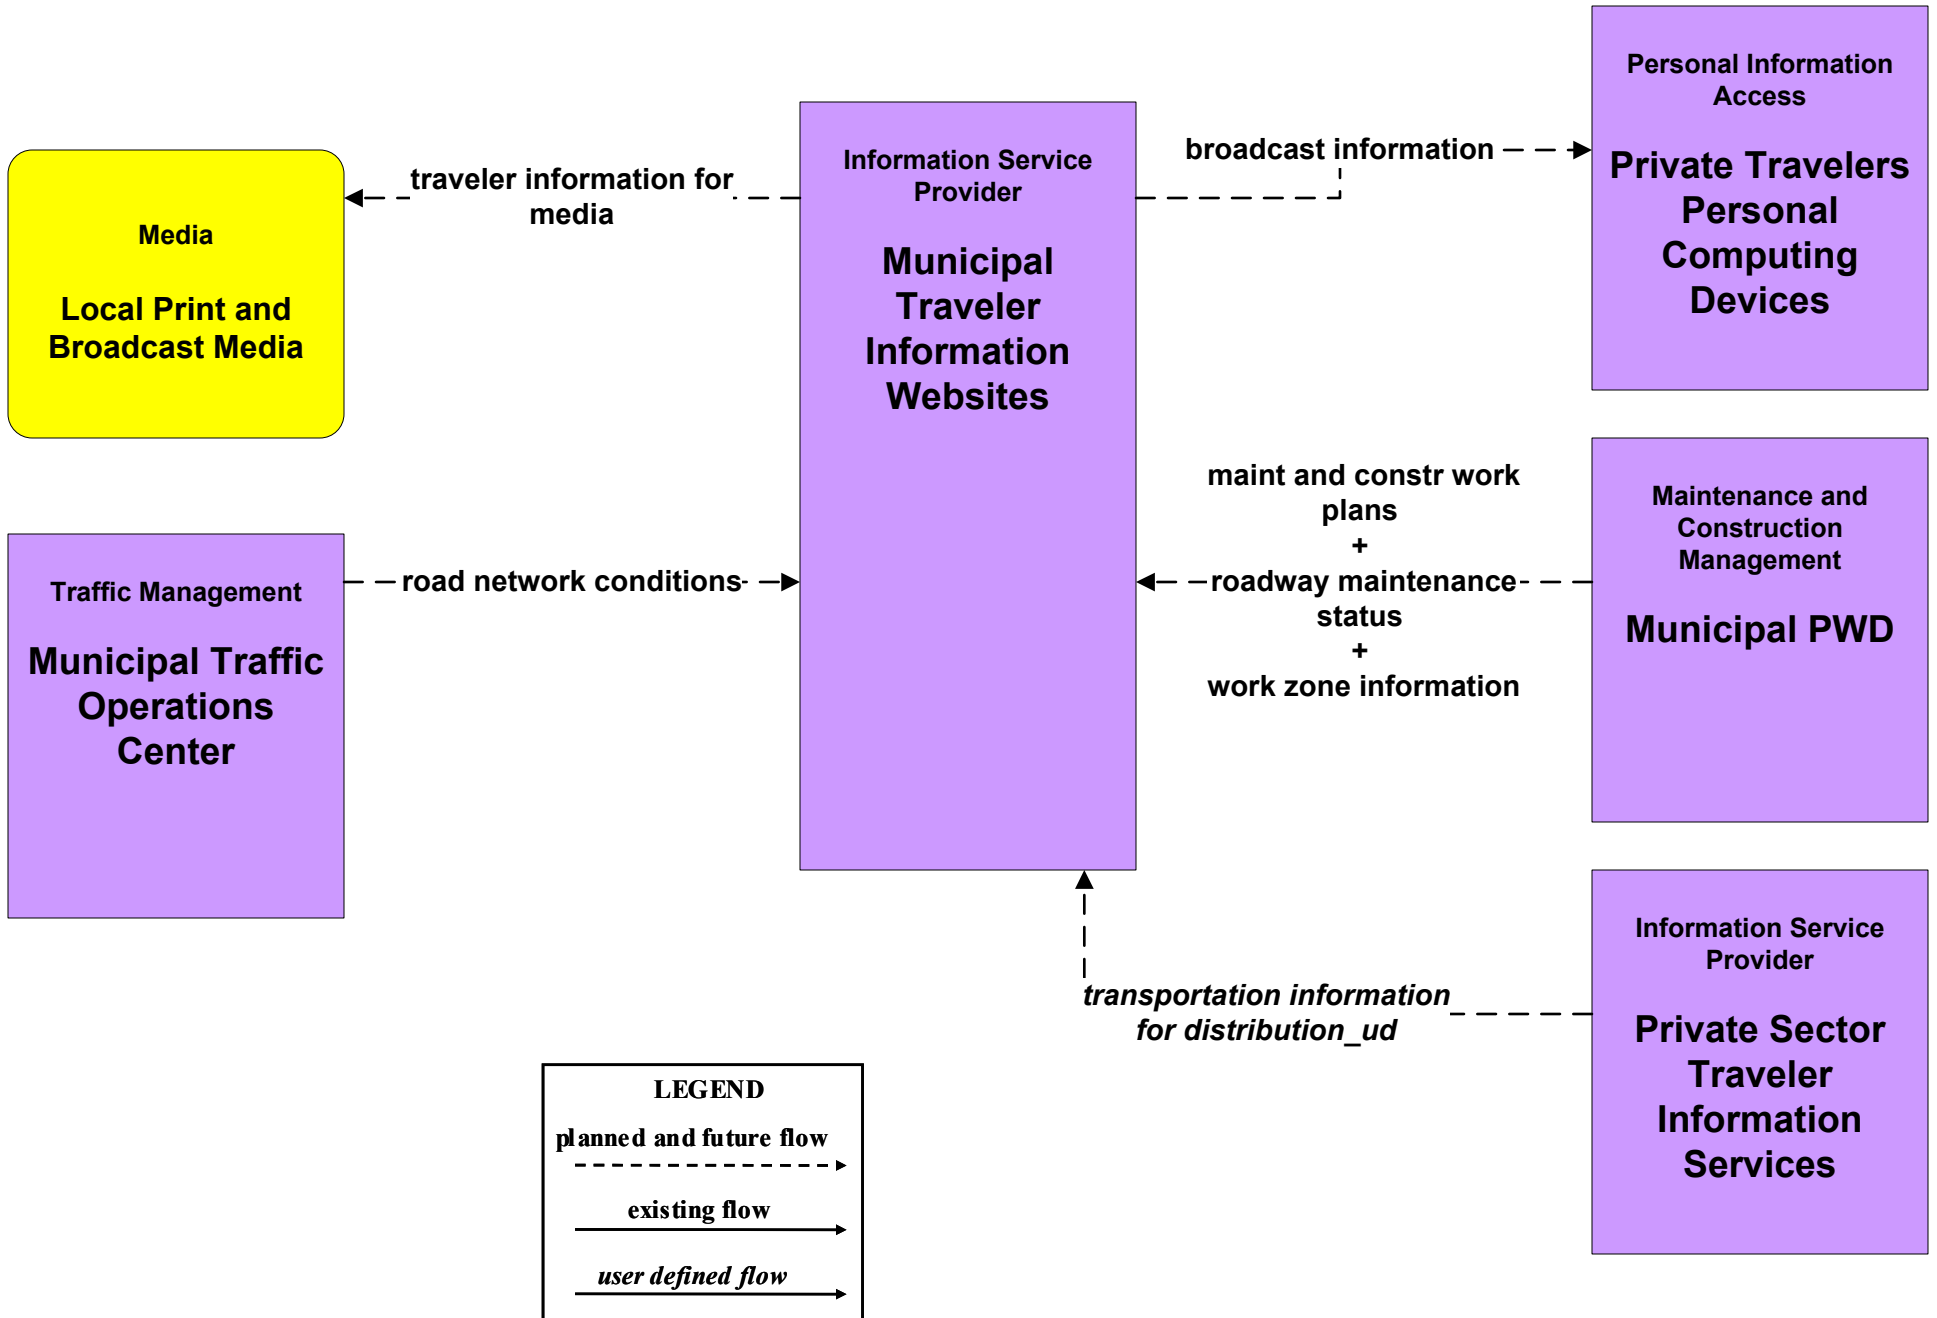 Personal Information
Access
Private Travelers
Personal
Computing
Devices
Information Service
Provider
Municipal
Traveler
Information
Websites
broadcast information
traveler information for
media
Media
Local Print and
Broadcast Media
maint and constr work
plans
+
roadway maintenance
status
+
work zone information
Maintenance and
Construction
Management
Municipal PWD
Traffic Management
Municipal Traffic
Operations
Center
road network conditions
Information Service
Provider
Private Sector
Traveler
Information
Services
transportation information
for distribution_ud
LEGEND
planned and future flow
existing flow
user defined flow